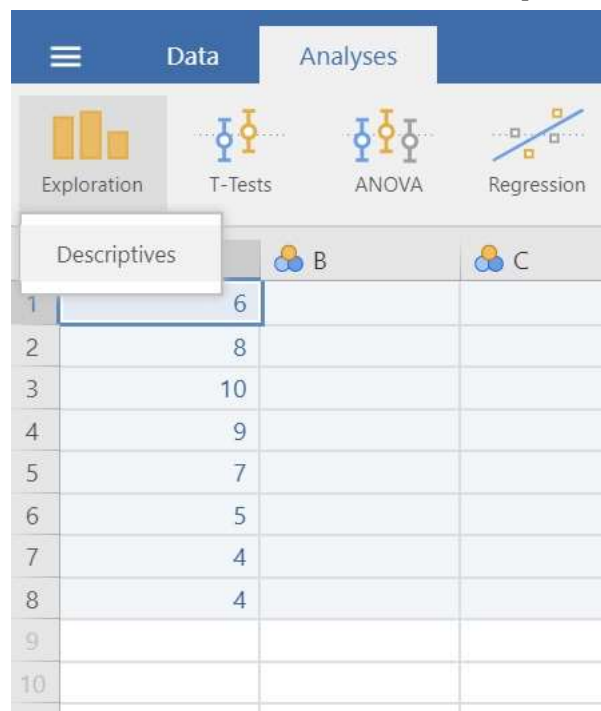 Data Analyses
Exploration T-Tests ANOVA Regression
Descriptives
B C
1 6
2 8
3 10
4 9
5 7
6 5
7 4
8 4
9
10